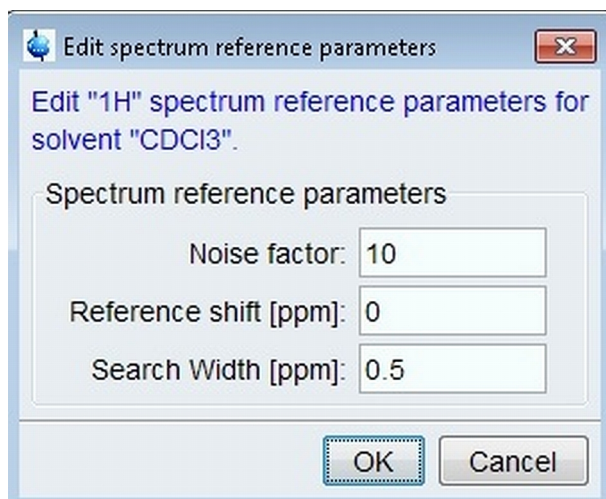 Edit spectrum reference parameters
Edit "1H" spectrum reference parameters for
solvent "CDCl3".
Spectrum reference parameters
Noise factor: 10
Reference shift [ppm]: 0
Search Width [ppm]: 0.5
OK Cancel